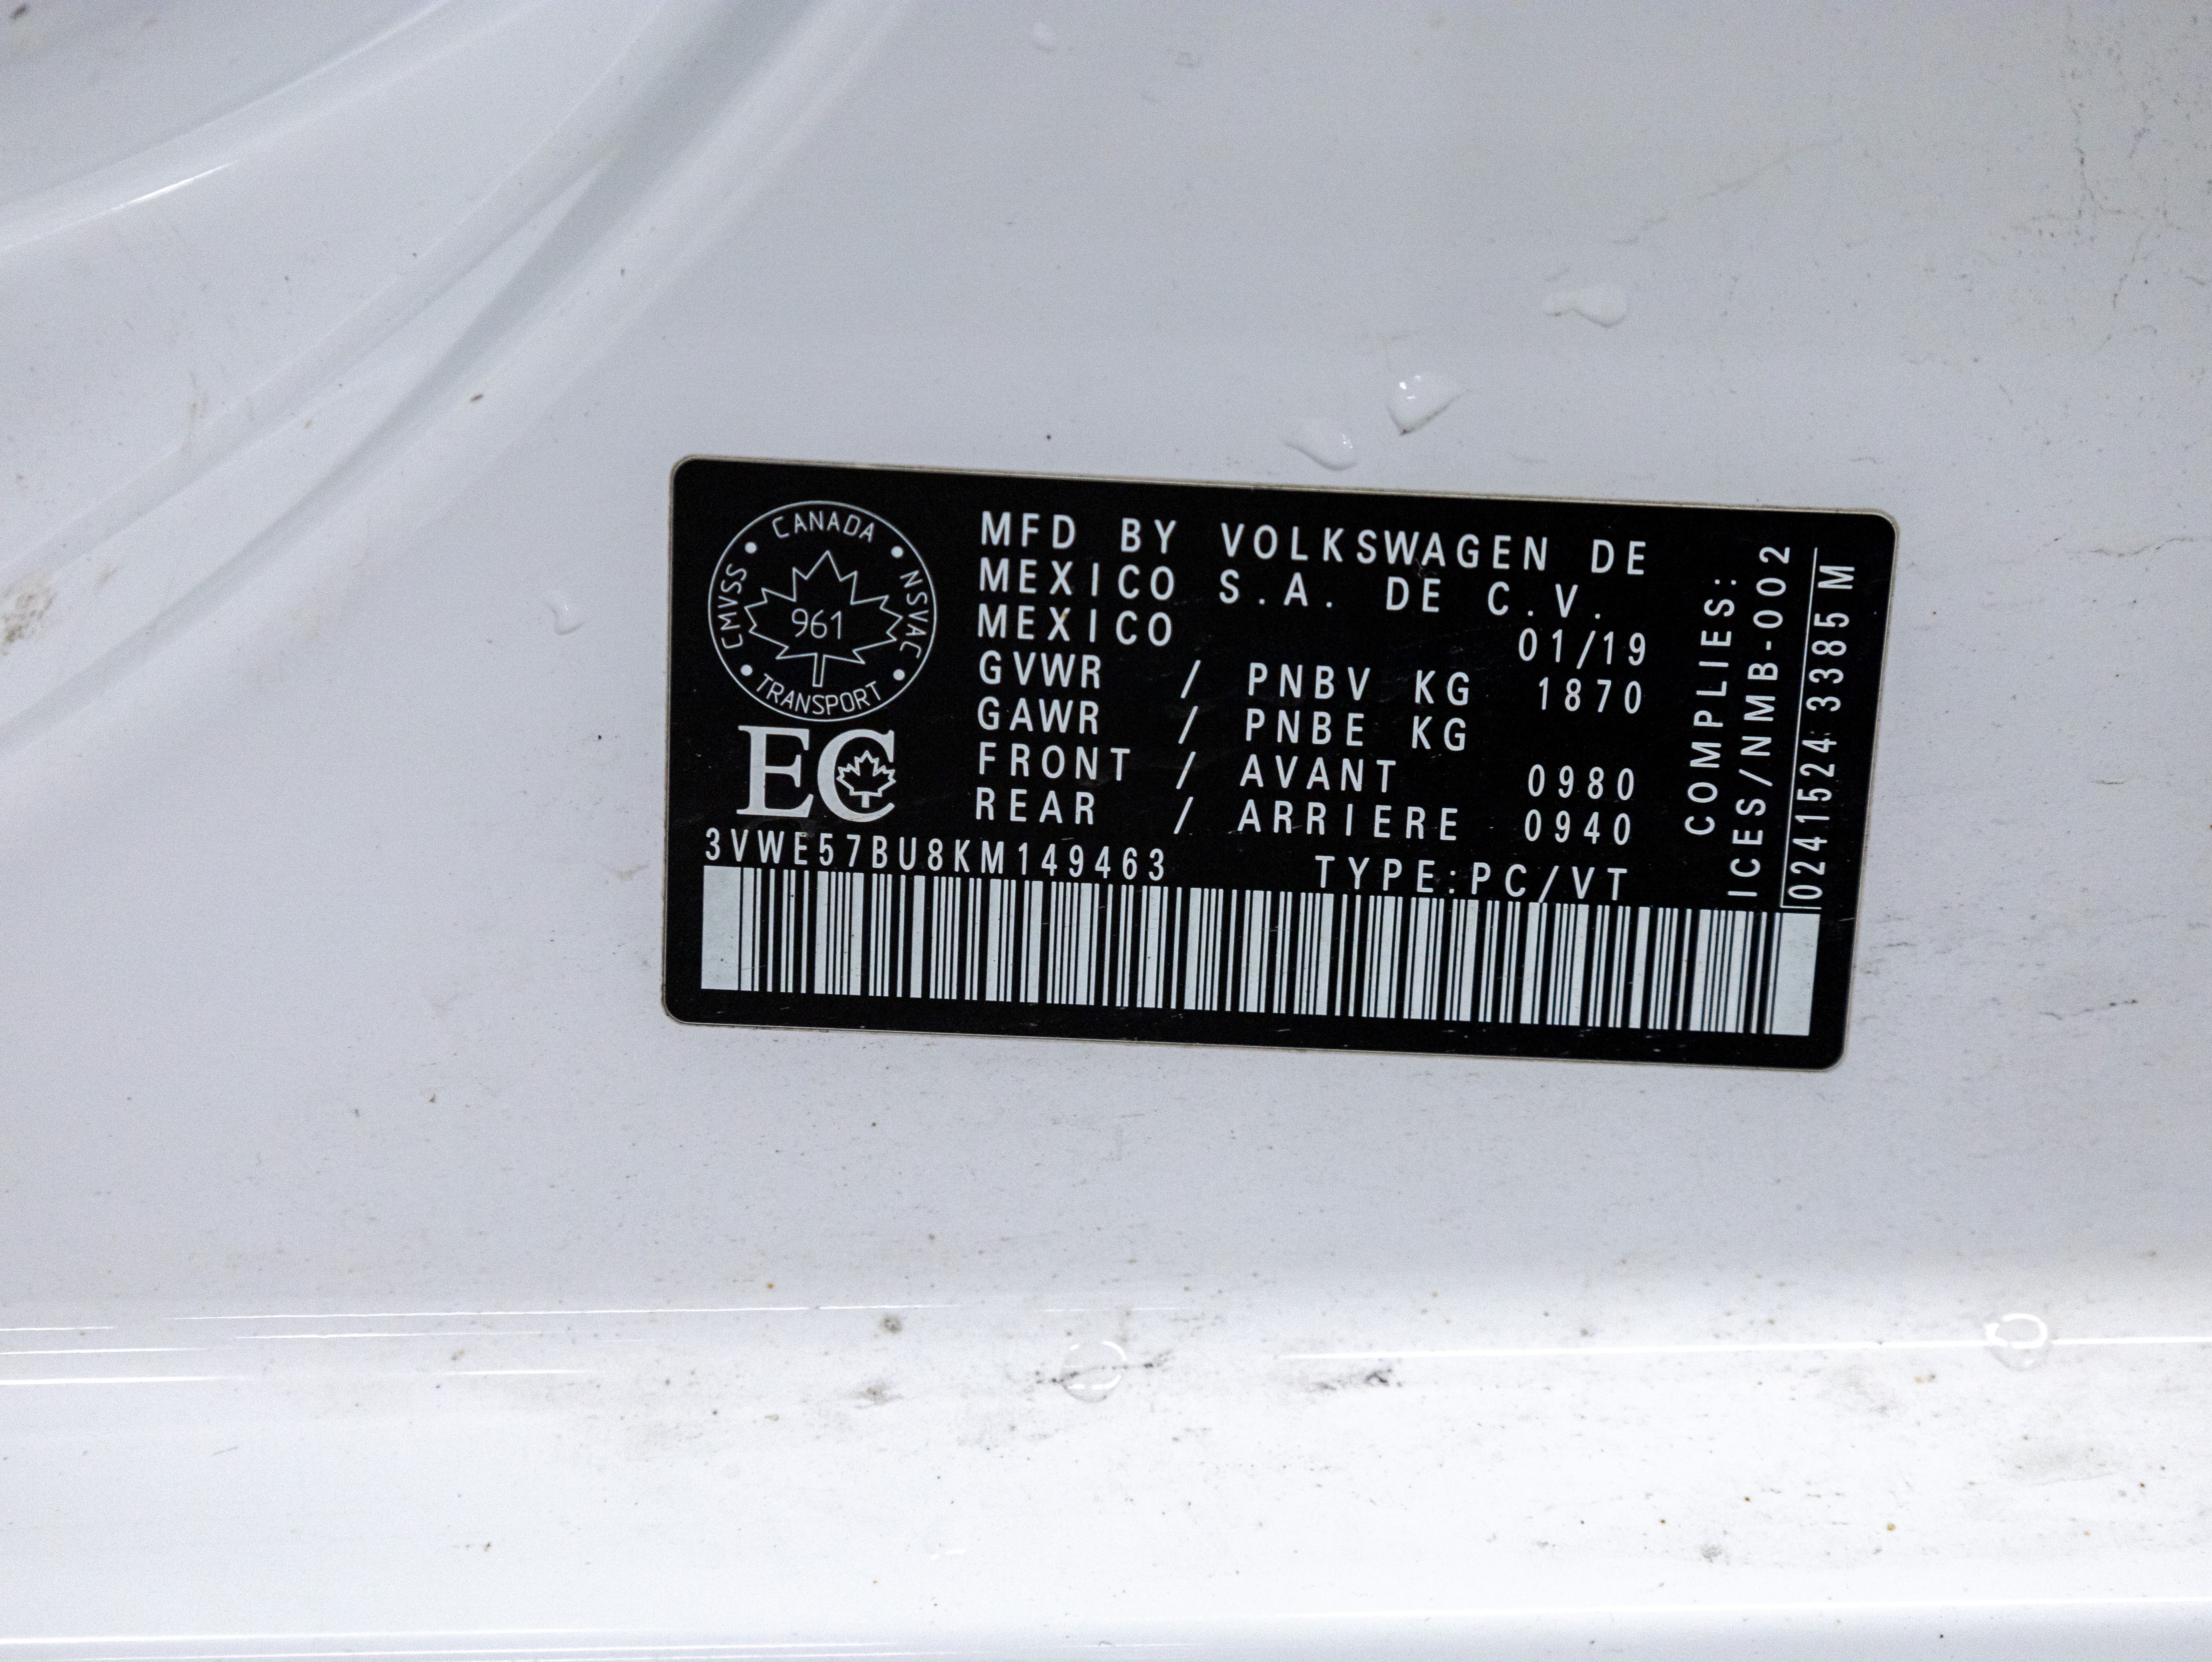 CANADA
CMVSS
NSVAC
961
TRANSPORT
EC
MFD BY VOLKSWAGEN DE
MEXICO S.A. DE C.V.
MEXICO 01/19
GVWR / PNBV KG 1870
GAWR / PNBE KG
FRONT / AVANT 0980
REAR / ARRIERE 0940
3VWE57BU8KM149463 TYPE:PC/VT
COMPLIES:
ICES/NMB-002
0241524 3385 M